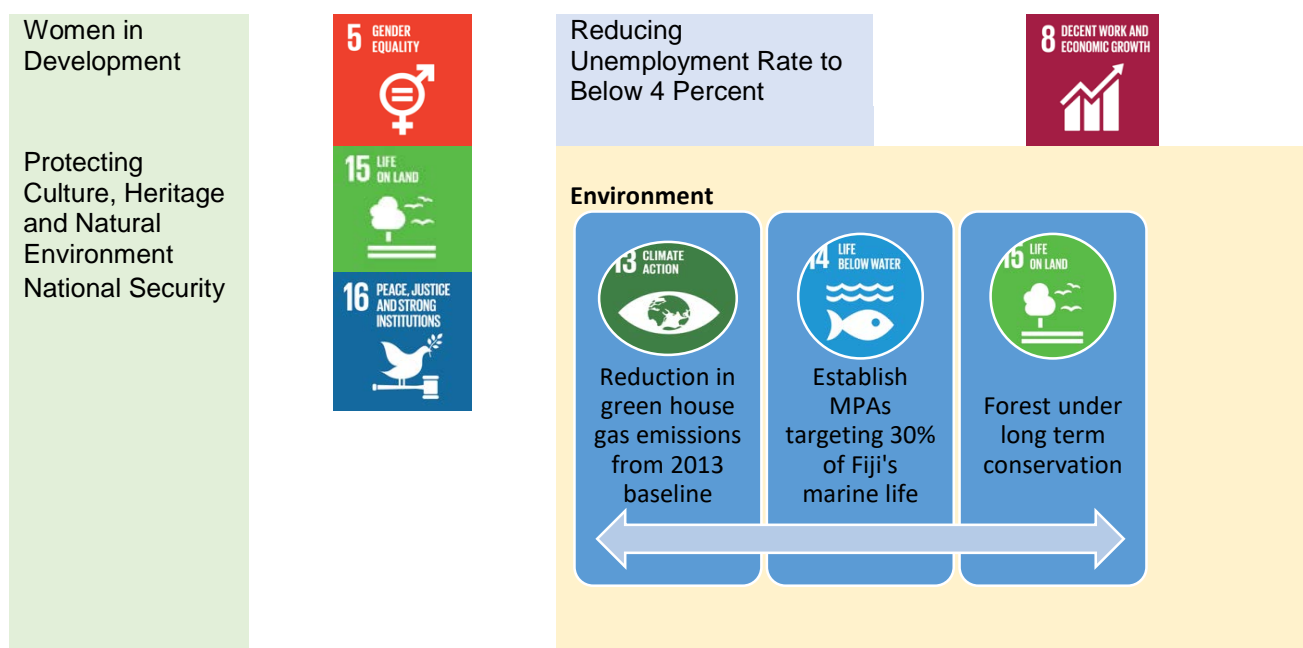 Women in
Development
5 GENDER
EQUALITY
Protecting
Culture, Heritage
and Natural
Environment
15 LIFE
ON LAND
National Security
16 PEACE, JUSTICE
AND STRONG
INSTITUTIONS
Reducing
Unemployment Rate to
Below 4 Percent
8 DECENT WORK AND
ECONOMIC GROWTH
Environment
13 CLIMATE
ACTION
Reduction in
green house
gas emissions
from 2013
baseline
14 LIFE
BELOW WATER
Establish
MPAs
targeting 30%
of Fiji's
marine life
15 LIFE
ON LAND
Forest under
long term
conservation